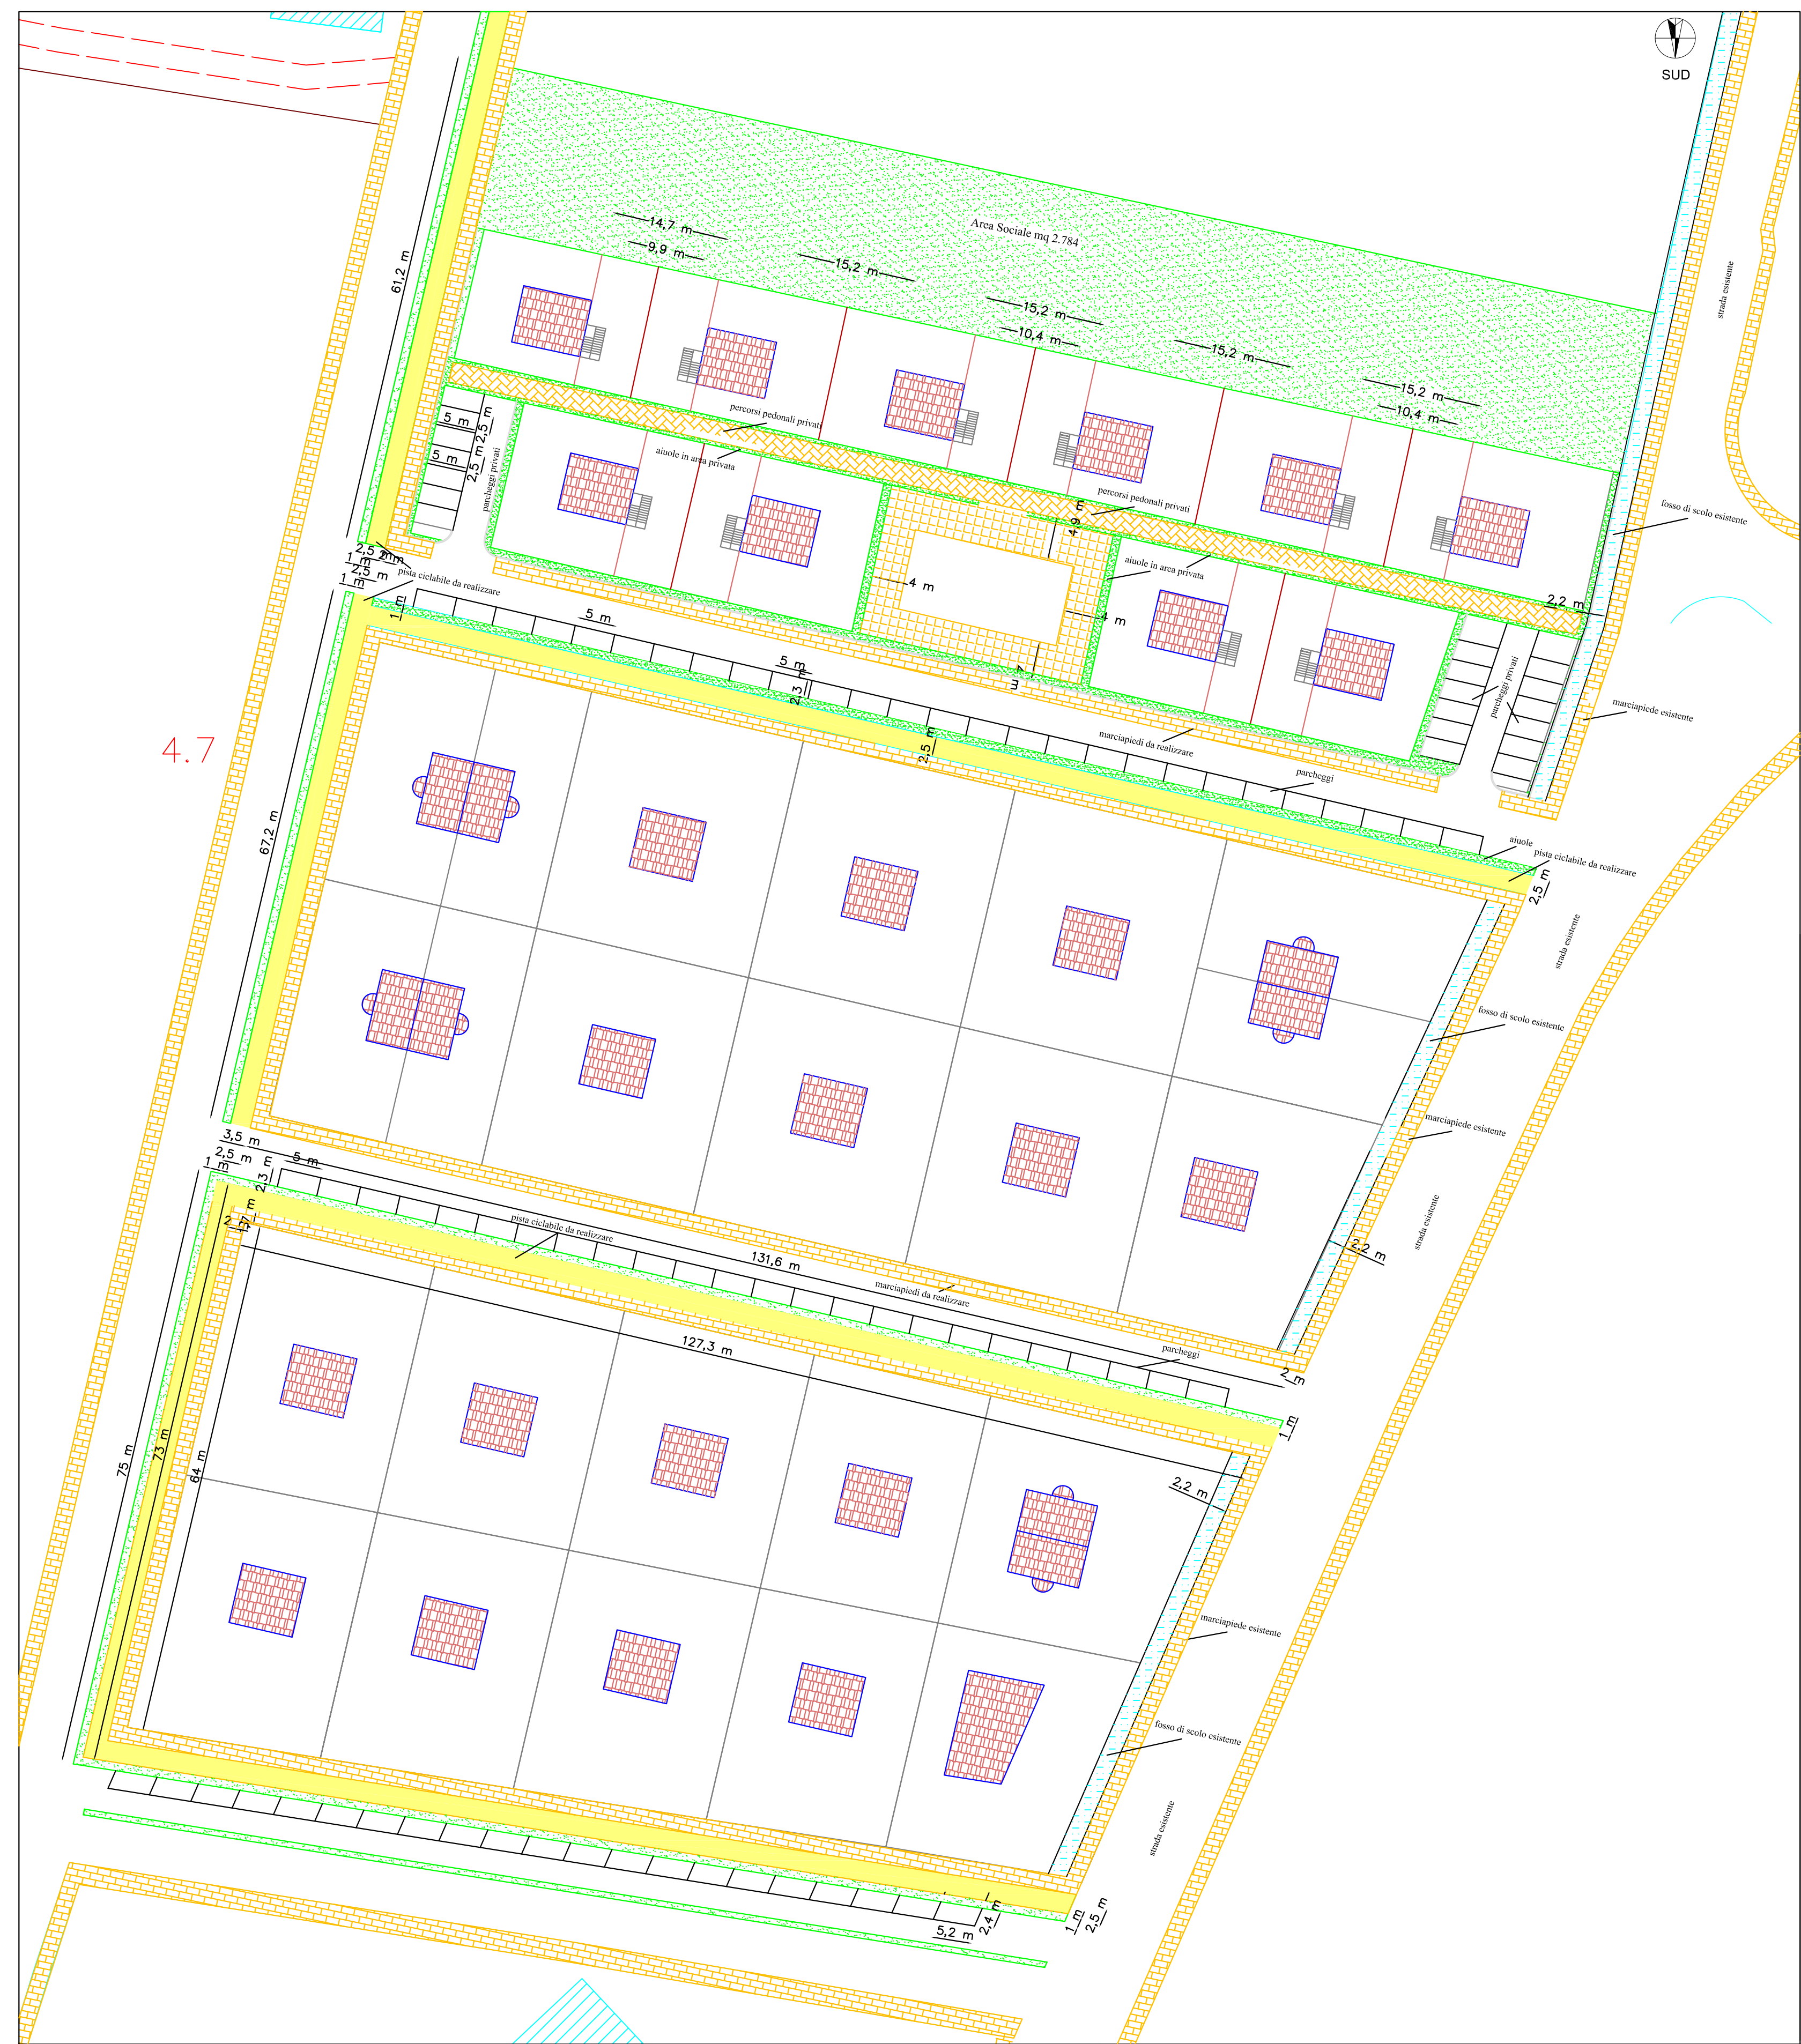 SUD
strada esistente
61,2 m
14,7 m
9,9 m
Area Sociale mq 2.784
15,2 m
15,2 m
10,4 m
15,2 m
15,2 m
10,4 m
5 m
5 m
2,5 m
2,5 m
parcheggi privati
percorsi pedonali privati
aiuole in area privata
percorsi pedonali privati
4,9 m
aiuole in area privata
fosso di scolo esistente
2,2 m
4 m
4 m
parcheggi privati
marciapiede esistente
2,5 m
2 m
1 m
2,5 m
1 m
pista ciclabile da realizzare
1 m
5 m
5 m
2,3 m
2,5 m
marciapiedi da realizzare
parcheggi
4.7
67,2 m
aiuole
pista ciclabile da realizzare
2,5 m
strada esistente
fosso di scolo esistente
marciapiede esistente
strada esistente
2,2 m
3,5 m
2,5 m
1 m
2,3 m
5 m
pista ciclabile da realizzare
131,6 m
marciapiedi da realizzare
127,3 m
parcheggi
2 m
1 m
2,2 m
75 m
73 m
64 m
marciapiede esistente
fosso di scolo esistente
strada esistente
5,2 m
2,4 m
1 m
2,5 m